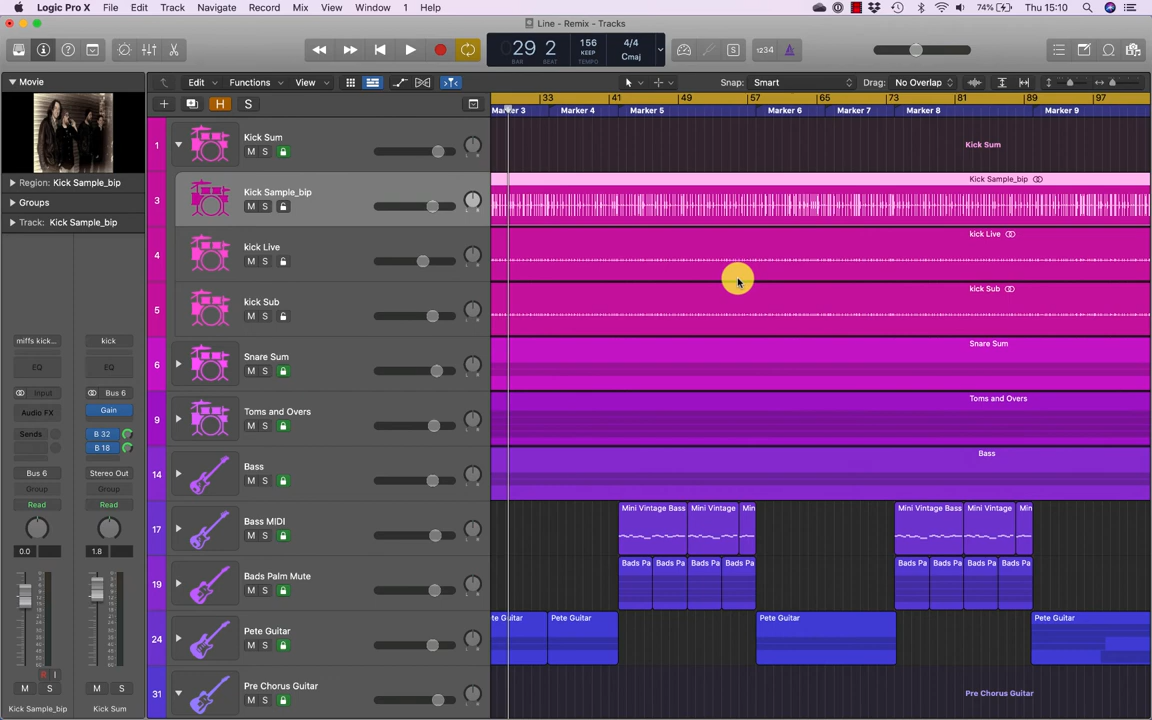 Logic Pro X File Edit Track Navigate Record Mix View Window 1 Help 74% Thu 15:10
Line - Remix - Tracks
29 2 156 4/4
KEEP Cmaj
BAR BEAT TEMPO
S 1234
Movie
Edit Functions View Snap: Smart Drag: No Overlap
H S
33 41 49 57 65 73 81 89 97
Marker 3 Marker 4 Marker 5 Marker 6 Marker 7 Marker 8 Marker 9
1 Kick Sum
M S
Kick Sum
Region: Kick Sample_bip
Groups
Track: Kick Sample_bip
3 Kick Sample_bip
M S
Kick Sample_bip
4 kick Live
M S
kick Live
5 kick Sub
M S
kick Sub
6 Snare Sum
M S
Snare Sum
9 Toms and Overs
M S
Toms and Overs
14 Bass
M S
Bass
17 Bass MIDI
M S
Mini Vintage Bass Mini Vintage Min Mini Vintage Bass Mini Vintage Min
19 Bads Palm Mute
M S
Bads Pa Bads Pa Bads Pa Bads Pa Bads Pa Bads Pa Bads Pa Bads Pa
24 Pete Guitar
M S
te Guitar Pete Guitar Pete Guitar Pete Guitar
31 Pre Chorus Guitar
M S
Pre Chorus Guitar
miffs kick... kick
EQ EQ
Input Bus 6
Audio FX Gain
Sends B 32
B 18
Bus 6 Stereo Out
Group Group
Read Read
0.0 1.8
R I
M S M S
Kick Sample_bip Kick Sum